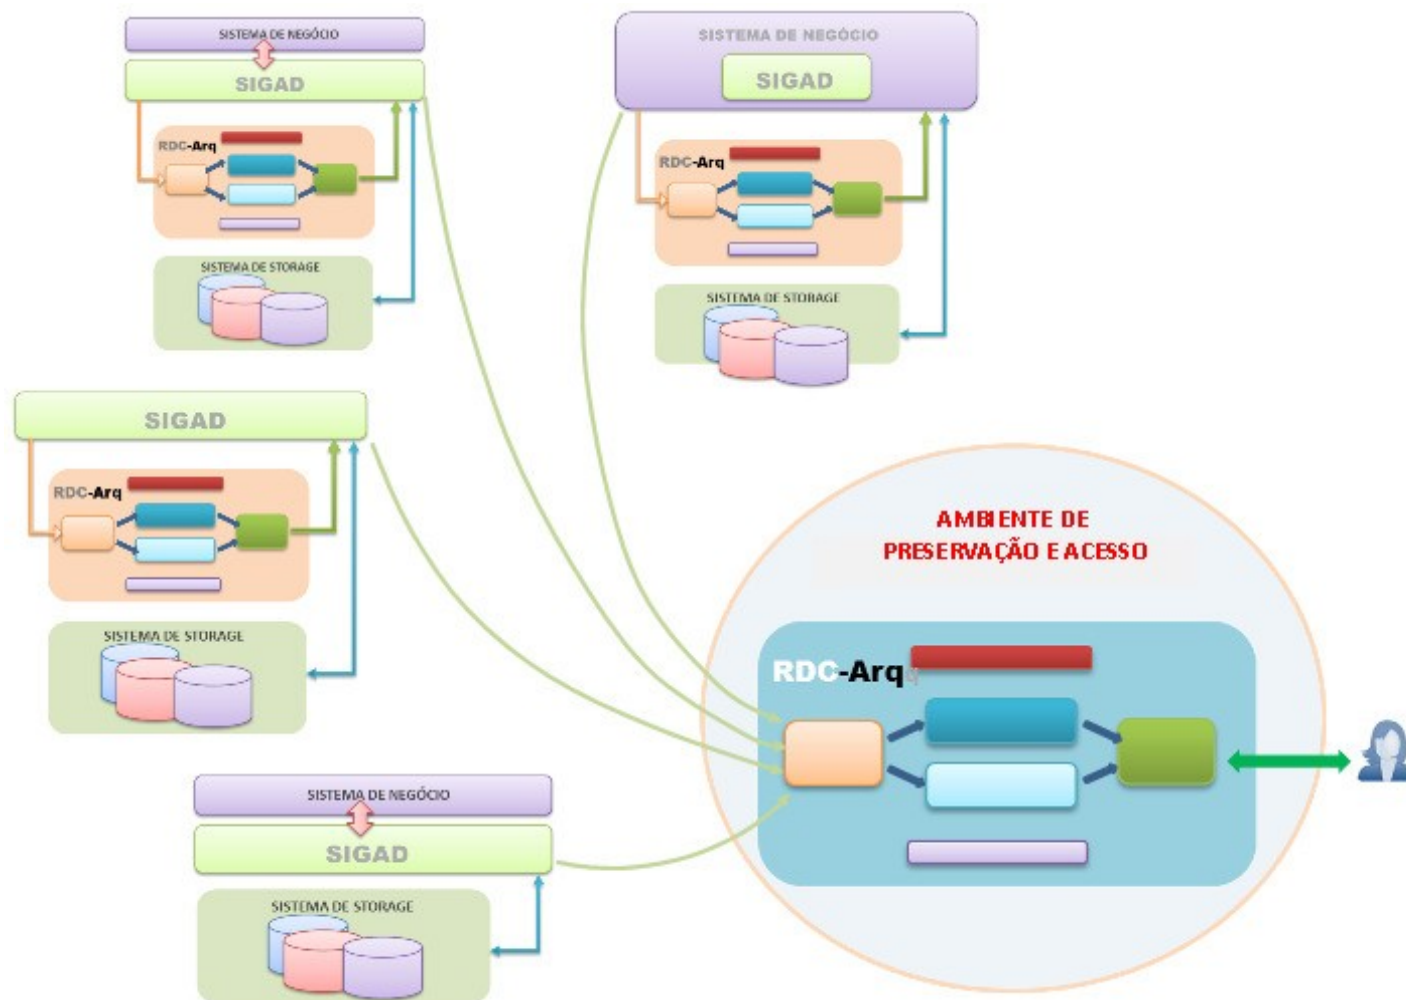 SISTEMA DE NEGÓCIO
SIGAD
RDC-Arq
SISTEMA DE STORAGE
SISTEMA DE NEGÓCIO
SIGAD
RDC-Arq
SISTEMA DE STORAGE
SIGAD
RDC-Arq
SISTEMA DE STORAGE
AMBIENTE DE
PRESERVAÇÃO E ACESSO
RDC-Arqq
SISTEMA DE NEGÓCIO
SIGAD
SISTEMA DE STORAGE